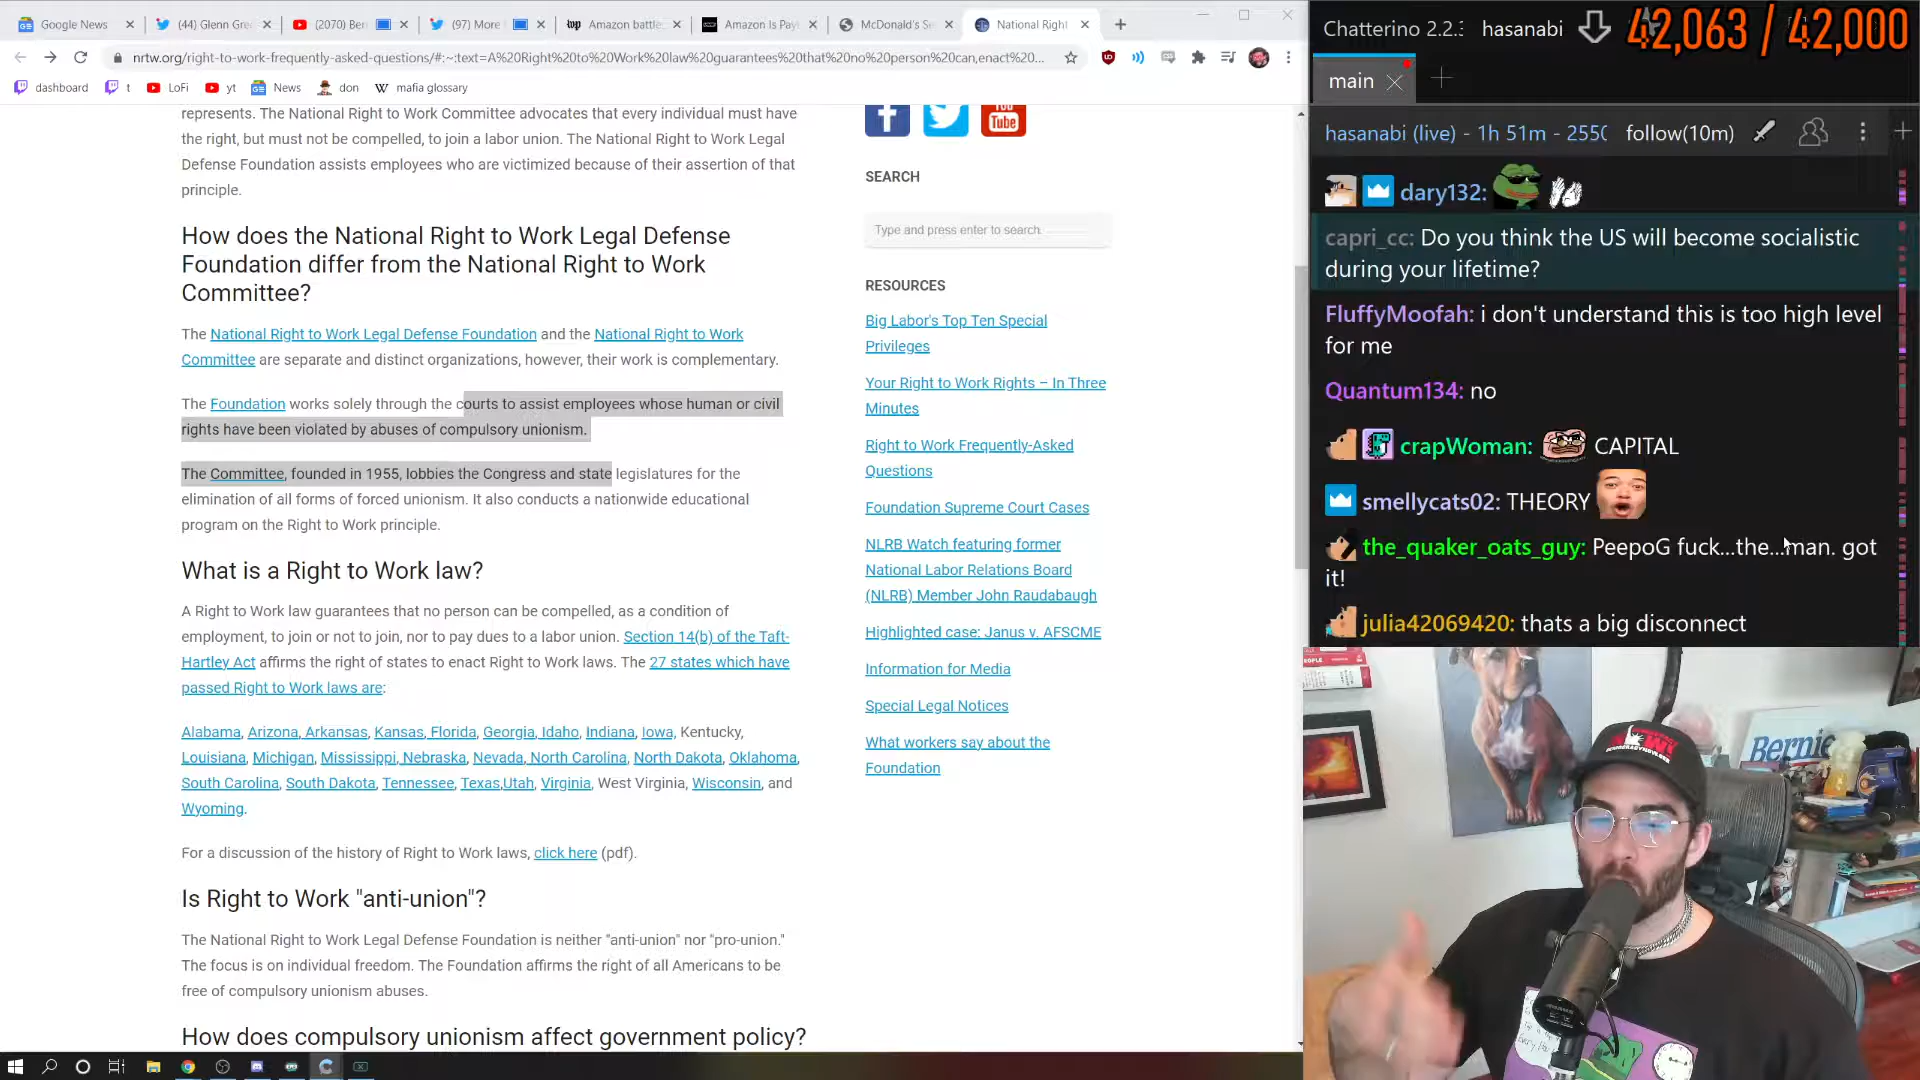 Google News
(44) Glenn Gre
(2070) Ber
(97) More
Amazon battle
Amazon Is Pay
McDonald's Se
National Right
nrtw.org/right-to-work-frequently-asked-questions/#:~:text=A%20Right%20to%20Work%20law%20guarantees%20that%20no%20person%20can,enact%20...
dashboard
t
LoFi
yt
News
don
mafia glossary
represents. The National Right to Work Committee advocates that every individual must have
the right, but must not be compelled, to join a labor union. The National Right to Work Legal
Defense Foundation assists employees who are victimized because of their assertion of that
principle.
How does the National Right to Work Legal Defense
Foundation differ from the National Right to Work
Committee?
The National Right to Work Legal Defense Foundation and the National Right to Work
Committee are separate and distinct organizations, however, their work is complementary.
The Foundation works solely through the courts to assist employees whose human or civil
rights have been violated by abuses of compulsory unionism.
The Committee, founded in 1955, lobbies the Congress and state legislatures for the
elimination of all forms of forced unionism. It also conducts a nationwide educational
program on the Right to Work principle.
What is a Right to Work law?
A Right to Work law guarantees that no person can be compelled, as a condition of
employment, to join or not to join, nor to pay dues to a labor union. Section 14(b) of the Taft-
Hartley Act affirms the right of states to enact Right to Work laws. The 27 states which have
passed Right to Work laws are:
Alabama, Arizona, Arkansas, Kansas, Florida, Georgia, Idaho, Indiana, Iowa, Kentucky,
Louisiana, Michigan, Mississippi, Nebraska, Nevada, North Carolina, North Dakota, Oklahoma,
South Carolina, South Dakota, Tennessee, Texas,Utah, Virginia, West Virginia, Wisconsin, and
Wyoming.
For a discussion of the history of Right to Work laws, click here (pdf).
Is Right to Work "anti-union"?
The National Right to Work Legal Defense Foundation is neither "anti-union" nor "pro-union."
The focus is on individual freedom. The Foundation affirms the right of all Americans to be
free of compulsory unionism abuses.
How does compulsory unionism affect government policy?
You
Tube
SEARCH
Type and press enter to search.
RESOURCES
Big Labor's Top Ten Special
Privileges
Your Right to Work Rights – In Three
Minutes
Right to Work Frequently-Asked
Questions
Foundation Supreme Court Cases
NLRB Watch featuring former
National Labor Relations Board
(NLRB) Member John Raudabaugh
Highlighted case: Janus v. AFSCME
Information for Media
Special Legal Notices
What workers say about the
Foundation
Chatterino 2.2.3
hasanabi
42,063 / 42,000
main
hasanabi (live) - 1h 51m - 2550
follow(10m)
dary132:
capri_cc: Do you think the US will become socialistic
during your lifetime?
FluffyMoofah: i don't understand this is too high level
for me
Quantum134: no
crapWoman: CAPITAL
smellycats02: THEORY
the_quaker_oats_guy: PeepoG fuck...the...man. got
it!
julia42069420: thats a big disconnect
Bernie